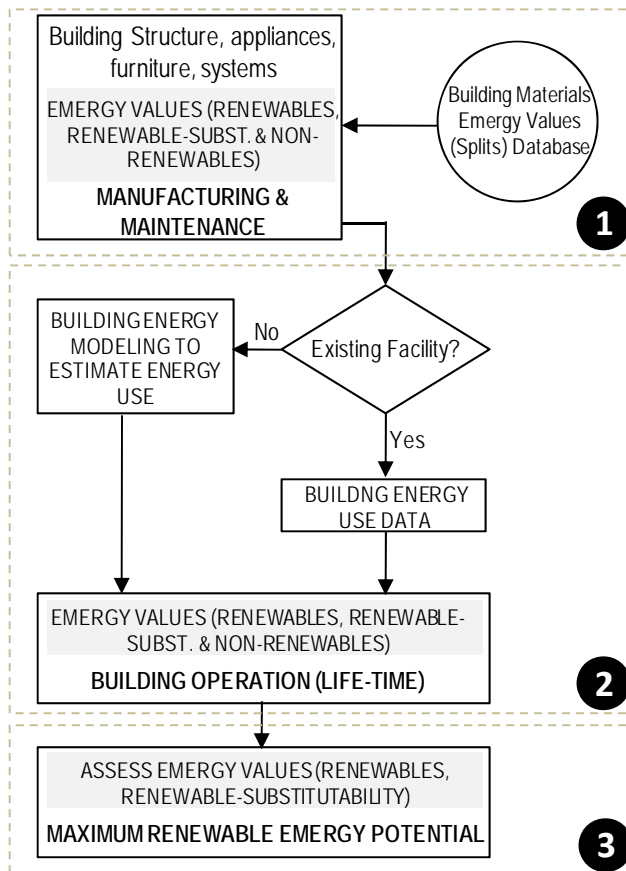 Building Structure, appliances,
furniture, systems
EMERGY VALUES (RENEWABLES,
RENEWABLE-SUBST. & NON-
RENEWABLES)
MANUFACTURING &
MAINTENANCE
Building Materials
Emergy Values
(Splits) Database
1
BUILDING ENERGY
MODELING TO
ESTIMATE ENERGY
USE
No
Existing Facility?
Yes
BUILDNG ENERGY
USE DATA
EMERGY VALUES (RENEWABLES, RENEWABLE-
SUBST. & NON-RENEWABLES)
BUILDING OPERATION (LIFE-TIME)
2
ASSESS EMERGY VALUES (RENEWABLES,
RENEWABLE-SUBSTITUTABILITY)
MAXIMUM RENEWABLE EMERGY POTENTIAL
3